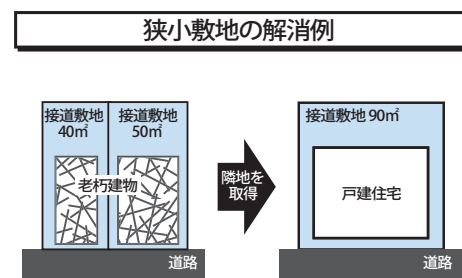 狭小敷地の解消例
接道敷地
40㎡
接道敷地
50㎡
老朽建物
道路
隣地を
取得
接道敷地 90㎡
戸建住宅
道路